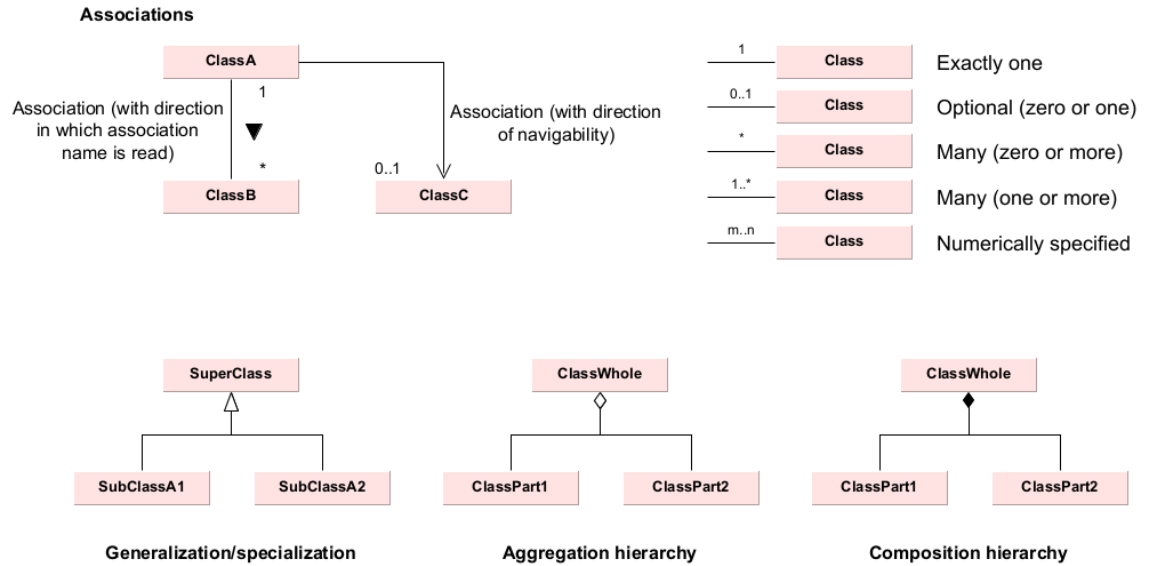 Associations
ClassA
1
Association (with direction
in which association
name is read)
*
ClassB
Association (with direction
of navigability)
0..1
ClassC
1
Class
Exactly one
0..1
Class
Optional (zero or one)
*
Class
Many (zero or more)
1..*
Class
Many (one or more)
m..n
Class
Numerically specified
SuperClass
SubClassA1
SubClassA2
Generalization/specialization
ClassWhole
ClassPart1
ClassPart2
Aggregation hierarchy
ClassWhole
ClassPart1
ClassPart2
Composition hierarchy